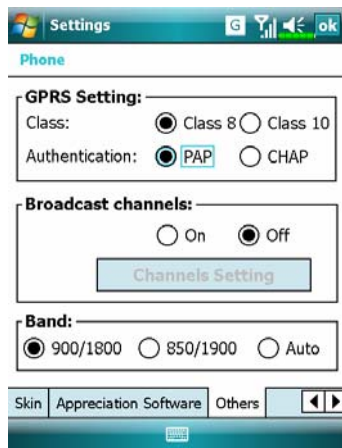 Settings G ok
Phone
GPRS Setting:
Class: Class 8 Class 10
Authentication: PAP CHAP
Broadcast channels:
On Off
Channels Setting
Band:
900/1800 850/1900 Auto
Skin Appreciation Software Others